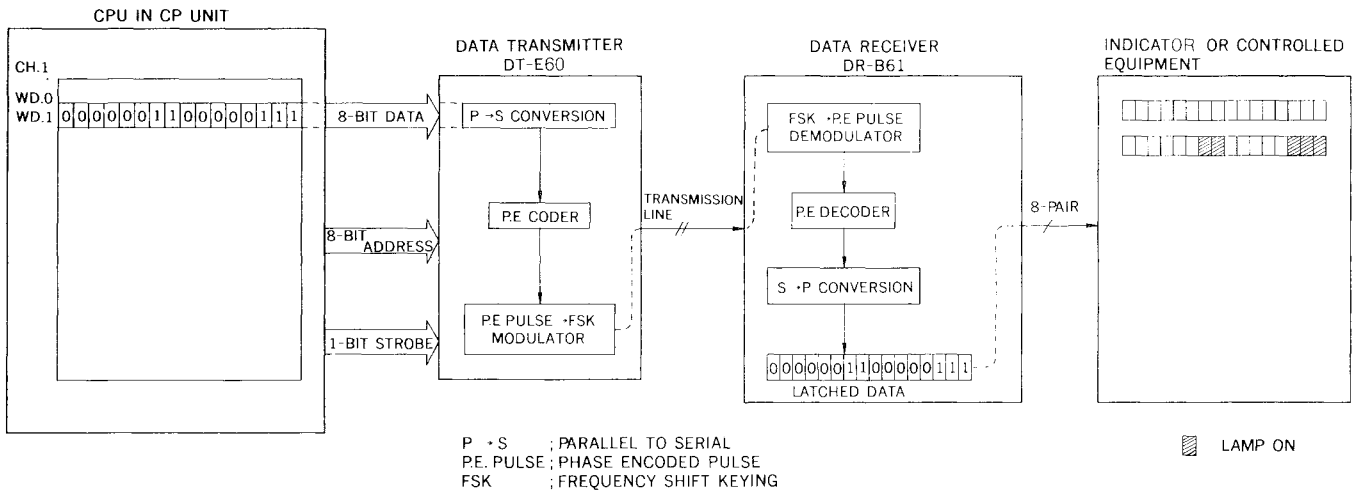 CPU IN CP UNIT
CH.1
WD.0
WD.1
0000001100000111
8-BIT DATA
8-BIT
ADDRESS
1-BIT STROBE
DATA TRANSMITTER
DT-E60
P→S CONVERSION
P.E CODER
P.E PULSE →FSK
MODULATOR
TRANSMISSION
LINE
DATA RECEIVER
DR-B61
FSK →P.E PULSE
DEMODULATOR
P.E DECODER
S →P CONVERSION
0000001100000111
LATCHED DATA
8-PAIR
INDICATOR OR CONTROLLED
EQUIPMENT
LAMP ON
P →S ; PARALLEL TO SERIAL
P.E. PULSE ; PHASE ENCODED PULSE
FSK ; FREQUENCY SHIFT KEYING